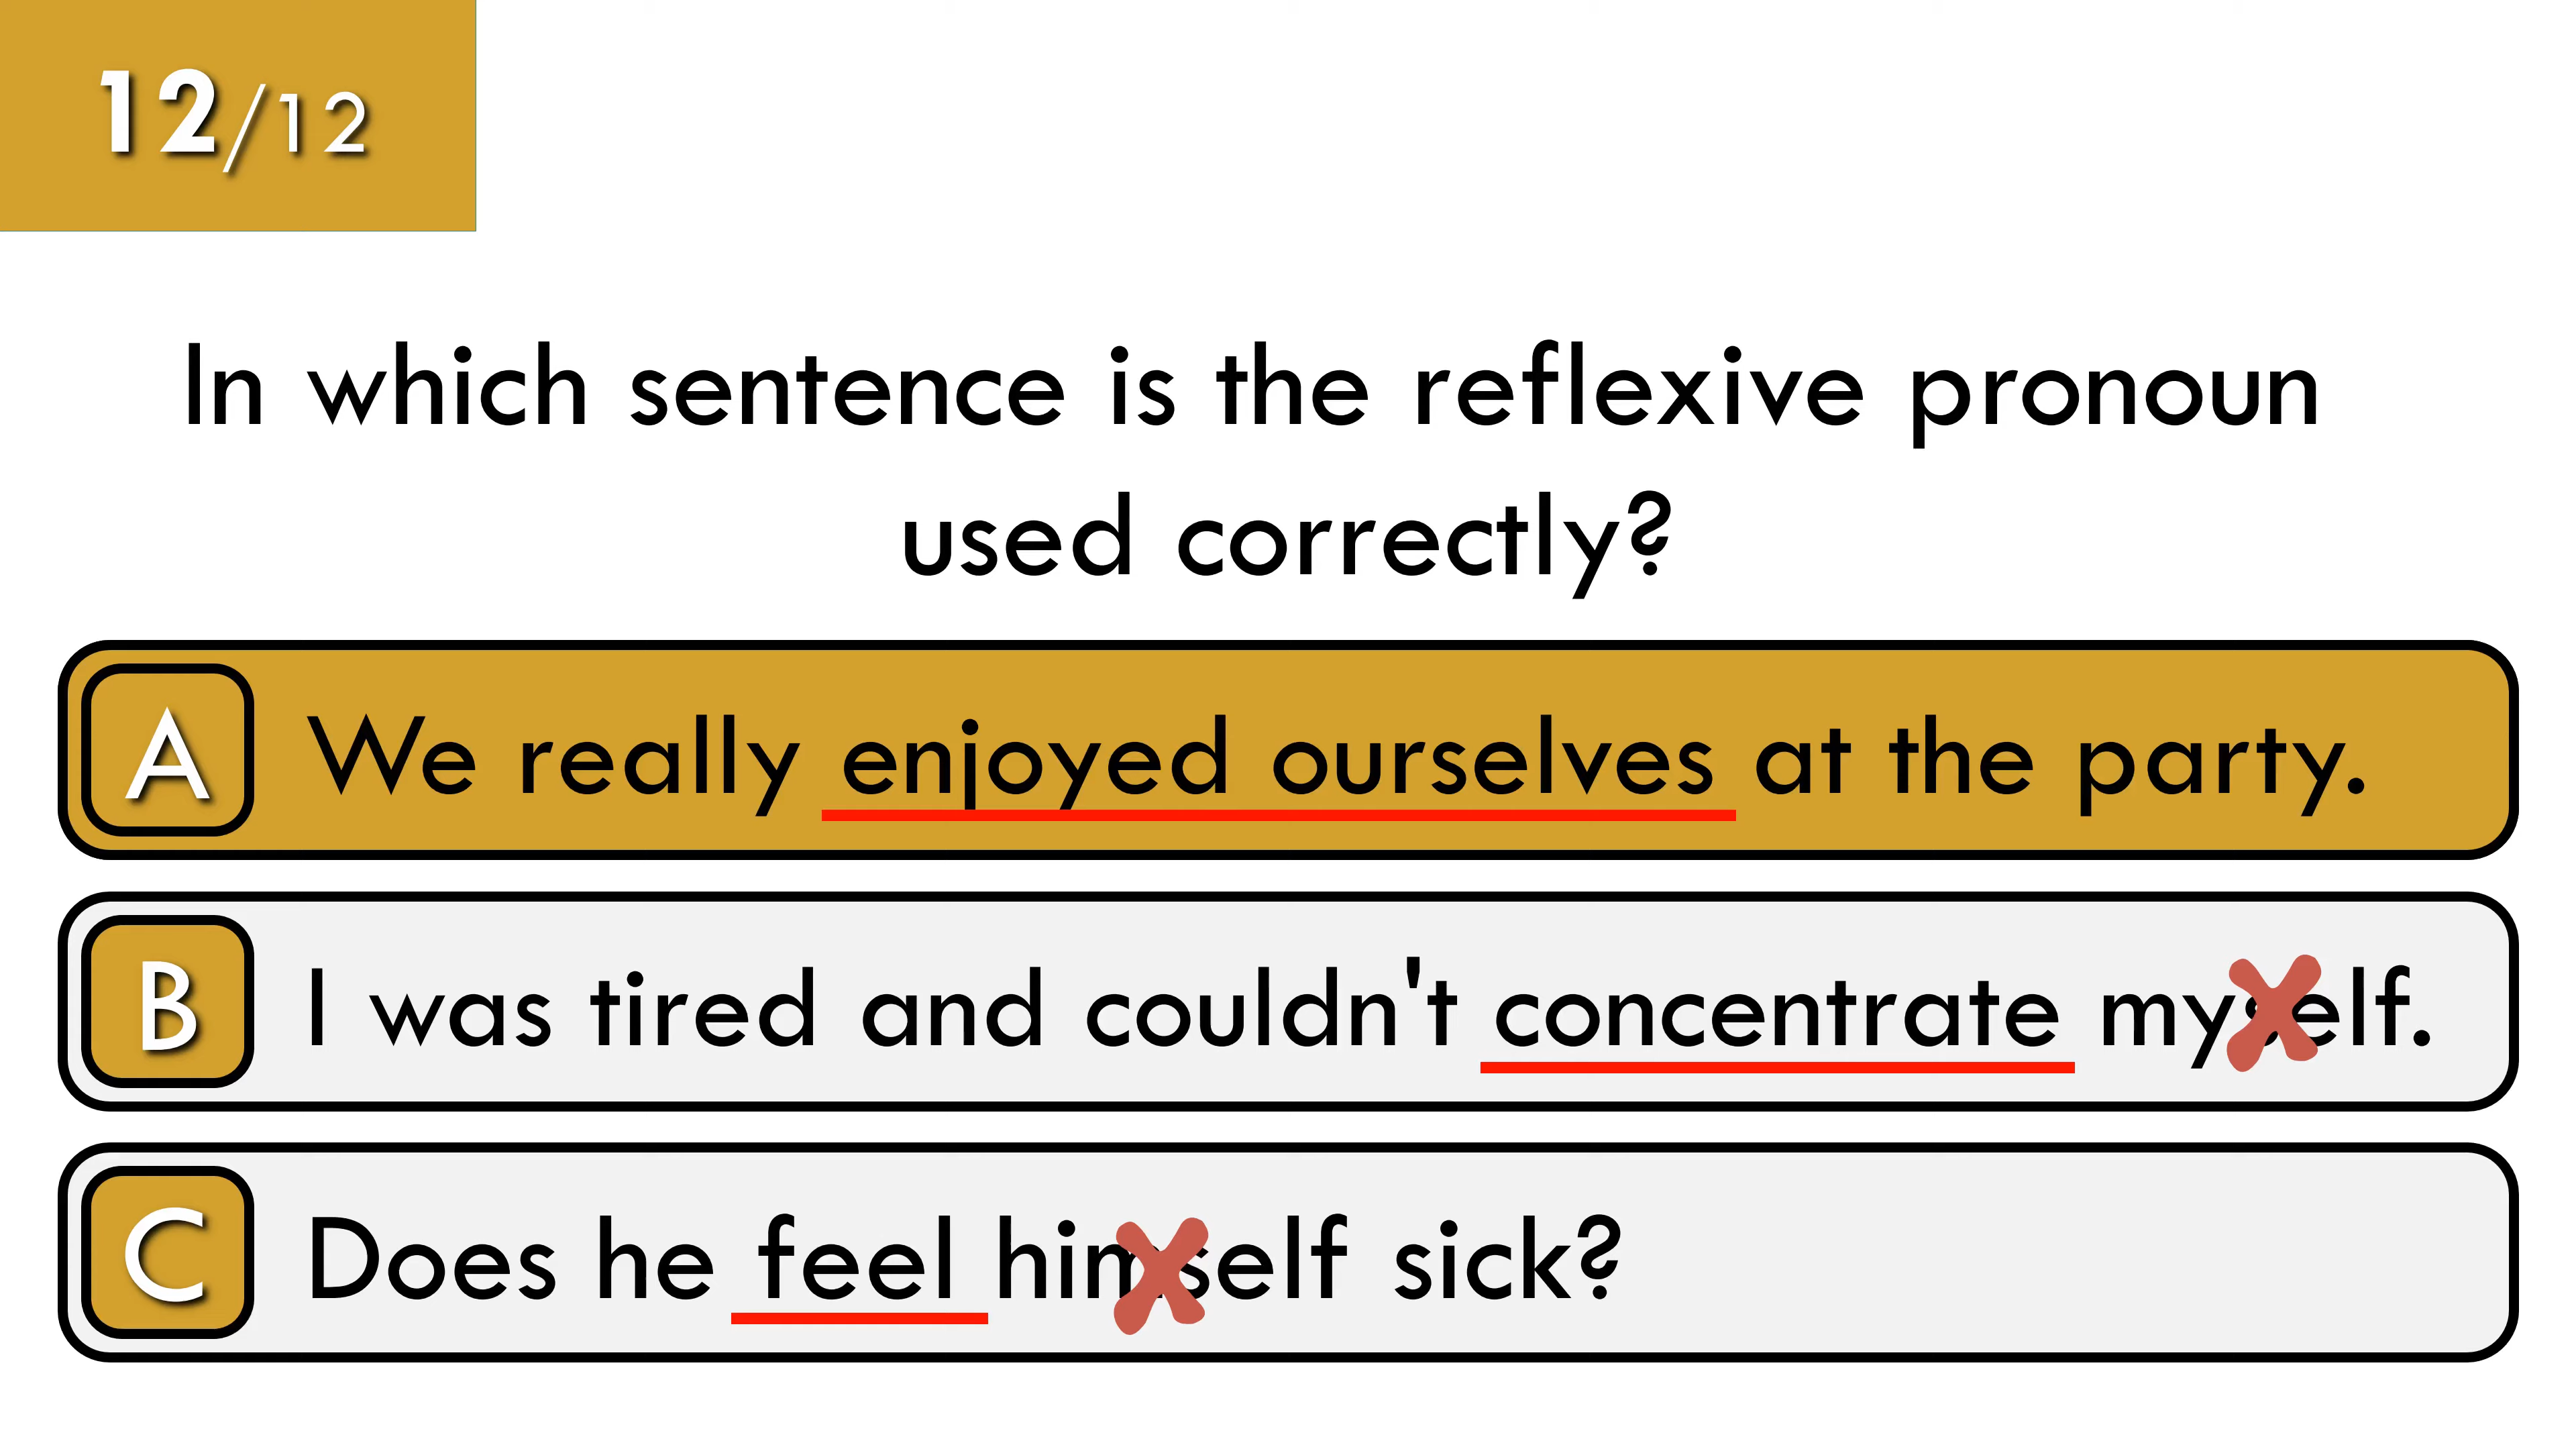 12/12
In which sentence is the reflexive pronoun
used correctly?
A We really enjoyed ourselves at the party.
B I was tired and couldn't concentrate myself.
C Does he feel himself sick?